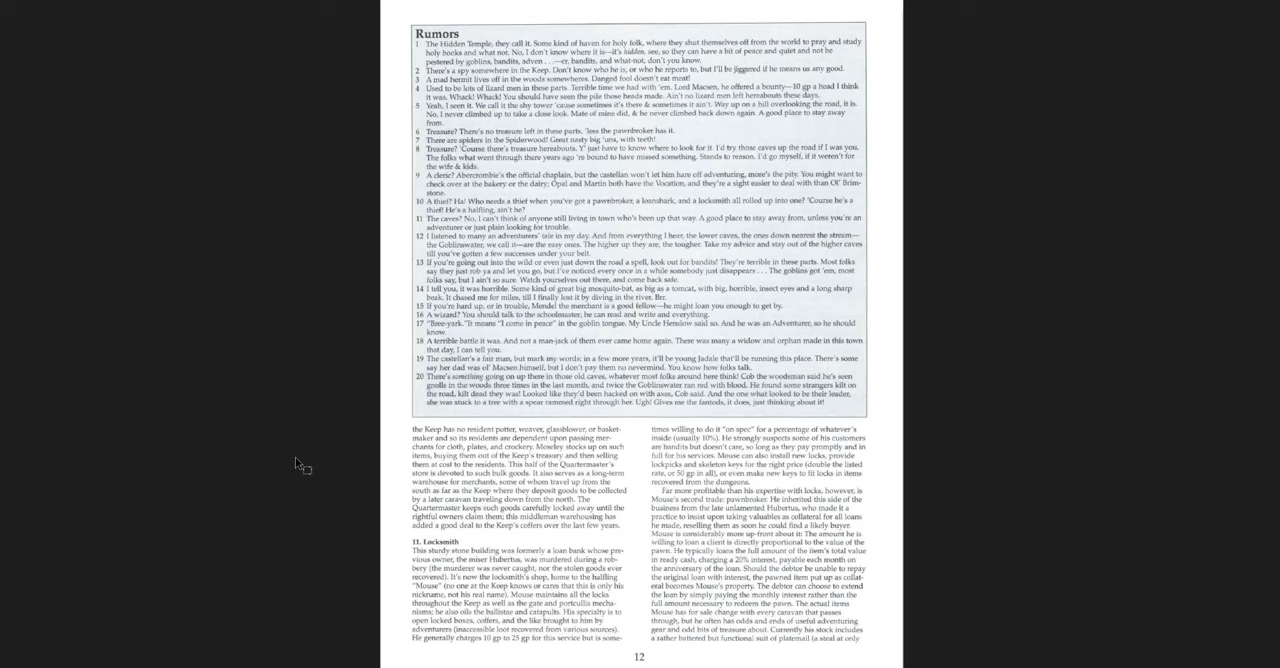 Rumors
1 The Hidden Temple, they call it. Some kind of haven for holy folk, where they shut themselves off from the world to pray and study
holy books and what not. No, I don't know where it is—it's hidden, see, so they can have a bit of peace and quiet and not be
pestered by goblins, bandits, adven . . . —er, bandits, and what-not, don't you know.
2 There's a spy somewhere in the Keep. Don't know who he is, or who he reports to, but I'll be jiggered if he means us any good.
3 A mad hermit lives off in the woods somewheres. Danged fool doesn't eat meat!
4 Used to be lots of lizard men in these parts. Terrible time we had with 'em. Lord Macsen, he offered a bounty—10 gp a head I think
it was. Whack! Whack! You should have seen the pile those heads made. Ain't no lizard men left hereabouts these days.
5 Yeah, I seen it. We call it the shy tower 'cause sometimes it's there & sometimes it ain't. Way up on a hill overlooking the road, it is.
No, I never climbed up to take a close look. Mate of mine did, & he never climbed back down again. A good place to stay away
from.
6 Treasure? There's no treasure left in these parts, 'less the pawnbroker has it.
7 There are spiders in the Spiderwood! Great nasty big 'uns, with teeth!
8 Treasure? 'Course there's treasure hereabouts. Y' just have to know where to look for it. I'd try those caves up the road if I was you.
The folks what went through there years ago 're bound to have missed something. Stands to reason. I'd go myself, if it weren't for
the wife & kids.
9 A cleric? Abercrombie's the official chaplain, but the castellan won't let him hare off adventuring, more's the pity. You might want to
check over at the bakery or the dairy; Opal and Martin both have the Vocation, and they're a sight easier to deal with than Ol' Brim-
stone.
10 A thief? Ha! Who needs a thief when you've got a pawnbroker, a loanshark, and a locksmith all rolled up into one? 'Course he's a
thief! He's a halfling, ain't he?
11 The caves? No, I can't think of anyone still living in town who's been up that way. A good place to stay away from, unless you're an
adventurer or just plain looking for trouble.
12 I listened to many an adventurers' tale in my day. And from everything I hear, the lower caves, the ones down nearest the stream—
the Goblinswater, we call it—are the easy ones. The higher up they are, the tougher. Take my advice and stay out of the higher caves
till you've gotten a few successes under your belt.
13 If you're going out into the wild or even just down the road a spell, look out for bandits! They're terrible in these parts. Most folks
say they just rob ya and let you go, but I've noticed every once in a while somebody just disappears . . . The goblins got 'em, most
folks say, but I ain't so sure. Watch yourselves out there, and come back safe.
14 I tell you, it was horrible. Some kind of great big mosquito-bat, as big as a tomcat, with big, horrible, insect eyes and a long sharp
beak. It chased me for miles, till I finally lost it by diving in the river. Brr.
15 If you're hard up, or in trouble, Mendel the merchant is a good fellow—he might loan you enough to get by.
16 A wizard? You should talk to the schoolmaster; he can read and write and everything.
17 "Bree-yark." It means "I come in peace" in the goblin tongue. My Uncle Henslow said so. And he was an Adventurer, so he should
know.
18 A terrible battle it was. And not a man-jack of them ever came home again. There was many a widow and orphan made in this town
that day, I can tell you.
19 The castellan's a fair man, but mark my words: in a few more years, it'll be young Jadale that'll be running this place. There's some
say her dad was ol' Macsen himself, but I don't pay them no nevermind. You know how folks talk.
20 There's something going on up there in those old caves, whatever most folks around here think! Cob the woodsman said he's seen
gnolls in the woods three times in the last month, and twice the Goblinswater ran red with blood. He found some strangers kilt on
the road, kilt dead they was! Looked like they'd been hacked on with axes, Cob said. And the one what looked to be their leader,
she was stuck to a tree with a spear rammed right through her. Ugh! Gives me the fantods, it does, just thinking about it!
the Keep has no resident potter, weaver, glassblower, or basket-
maker and so its residents are dependent upon passing mer-
chants for cloth, plates, and crockery. Moseley stocks up on such
items, buying them out of the Keep's treasury and then selling
them at cost to the residents. This half of the Quartermaster's
store is devoted to such bulk goods. It also serves as a long-term
warehouse for merchants, some of whom travel up from the
south as far as the Keep where they deposit goods to be collected
by a later caravan traveling down from the north. The
Quartermaster keeps such goods carefully locked away until the
rightful owners claim them; this middleman warehousing has
added a good deal to the Keep's coffers over the last few years.
11. Locksmith
This sturdy stone building was formerly a loan bank whose pre-
vious owner, the miser Hubertus, was murdered during a rob-
bery (the murderer was never caught, nor the stolen goods ever
recovered). It's now the locksmith's shop, home to the halfling
"Mouse" (no one at the Keep knows or cares that this is only his
nickname, not his real name). Mouse maintains all the locks
throughout the Keep as well as the gate and portcullis mecha-
nisms; he also oils the ballistae and catapults. His specialty is to
open locked boxes, coffers, and the like brought to him by
adventurers (inaccessible loot recovered from various sources).
He generally charges 10 gp to 25 gp for this service but is some-
times willing to do it "on spec" for a percentage of whatever's
inside (usually 10%). He strongly suspects some of his customers
are bandits but doesn't care, so long as they pay promptly and in
full for his services. Mouse can also install new locks, provide
lockpicks and skeleton keys for the right price (double the listed
rate, or 50 gp in all), or even make new keys to fit locks in items
recovered from the dungeons.
Far more profitable than his expertise with locks, however, is
Mouse's second trade: pawnbroker. He inherited this side of the
business from the late unlamented Hubertus, who made it a
practice to insist upon taking valuables as collateral for all loans
he made, reselling them as soon as he could find a likely buyer.
Mouse is considerably more up-front about it: The amount he is
willing to loan a client is directly proportional to the value of the
pawn. He typically loans the full amount of the item's total value
in ready cash, charging a 20% interest, payable each month on
the anniversary of the loan. Should the debtor be unable to repay
the original loan with interest, the pawned item put up as collat-
eral becomes Mouse's property. The debtor can choose to extend
the loan by simply paying the monthly interest rather than the
full amount necessary to redeem the pawn. The actual items
Mouse has for sale change with every caravan that passes
through, but he often has odds and ends of useful adventuring
gear and odd bits of treasure about. Currently his stock includes
a rather battered but functional suit of platemail (a steal at only
12